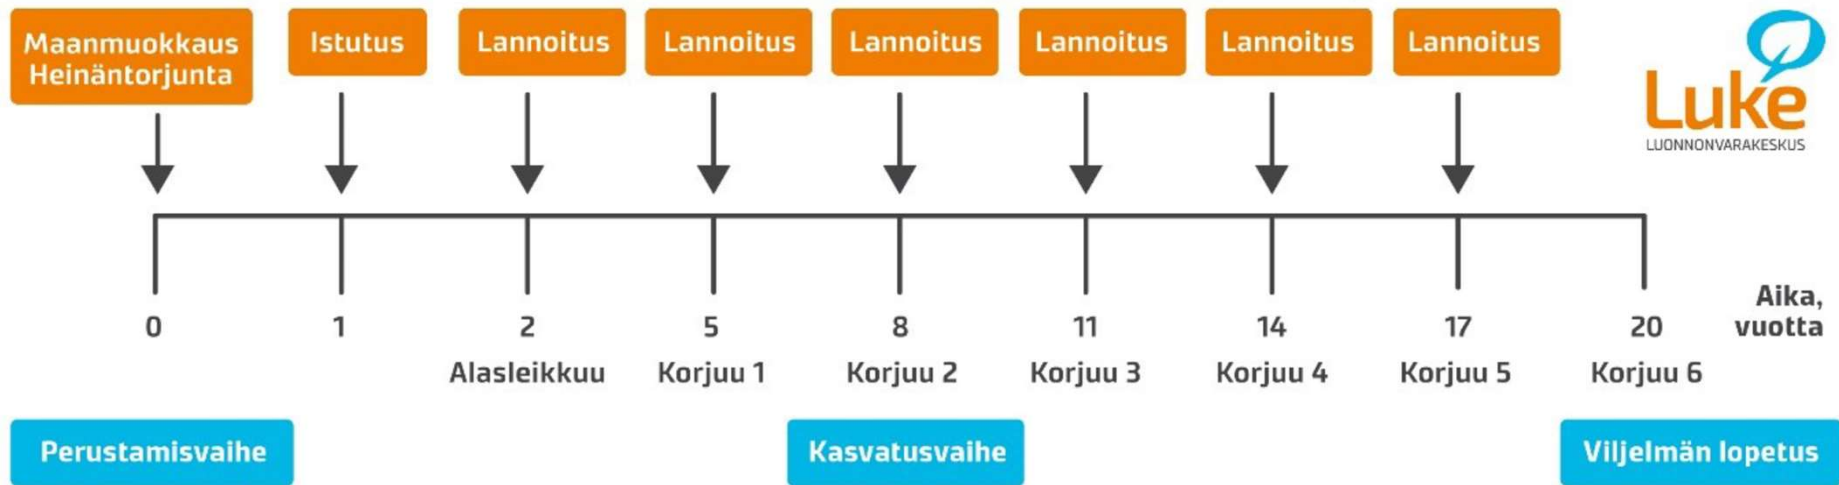 Maanmuokkaus
Heinäntorjunta
Istutus
Lannoitus
Lannoitus
Lannoitus
Lannoitus
Lannoitus
Lannoitus
Luke
LUONNONVARAKESKUS
0
1
2
5
8
11
14
17
20
Aika,
vuotta
Alasleikkuu
Korjuu 1
Korjuu 2
Korjuu 3
Korjuu 4
Korjuu 5
Korjuu 6
Perustamisvaihe
Kasvatusvaihe
Viljelmän lopetus